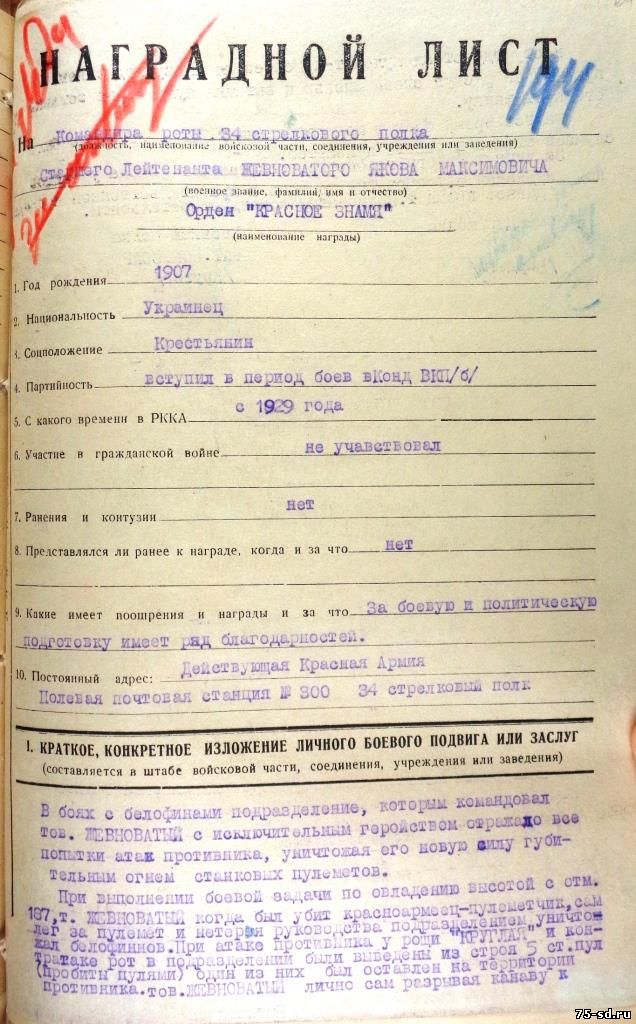 НАГРАДНОЙ ЛИСТ
194
На Командира роты 34 стрелкового полка
(должность, наименование войсковой части, соединения, учреждения или заведения)
Старшего Лейтенанта ЖЕВНОВАТОГО ЯКОВА МАКСИМОВИЧА
(военное звание, фамилия, имя и отчество)
Орден "КРАСНОЕ ЗНАМЯ"
(наименование награды)
1. Год рождения 1907
2. Национальность Украинец
3. Соцположение Крестьянин
4. Партийность вступил в период боев вКонд ВКП/б/
5. С какого времени в РККА с 1929 года
6. Участие в гражданской войне не учавствовал
7. Ранения и контузии нет
8. Представлялся ли ранее к награде, когда и за что нет
9. Какие имеет поощрения и награды и за что За боевую и политическую
подготовку имеет ряд благодарностей.
10. Постоянный адрес: Действующая Красная Армия
Полевая почтовая станция № 300 34 стрелковый полк
I. КРАТКОЕ, КОНКРЕТНОЕ ИЗЛОЖЕНИЕ ЛИЧНОГО БОЕВОГО ПОДВИГА ИЛИ ЗАСЛУГ
(составляется в штабе войсковой части, соединения, учреждения или заведения)
В боях с белофинами подразделение, которым командовал
тов. ЖЕВНОВАТЫЙ с исключительным геройством отражало все
попытки атак противника, уничтожая его новую силу губи-
тельным огнем станковых пулеметов.
При выполнении боевой задачи по овладению высотой с отм.
187, т. ЖЕВНОВАТЫЙ когда был убит красноармеец-пулеметчик, сам
лег за пулемет и нетеряя руководства подразделением уничтож
жал белофиннов. При атаке противника у рощи "КРУГЛАЯ" и кон-
тратаке рот в подразделений были выведены из строя 5 ст.пул
(пробиты пулями) один из них был оставлен на территории
противника. тов. ЖЕВНОВАТЫЙ лично сам разрывая канаву к
75-sd.ru